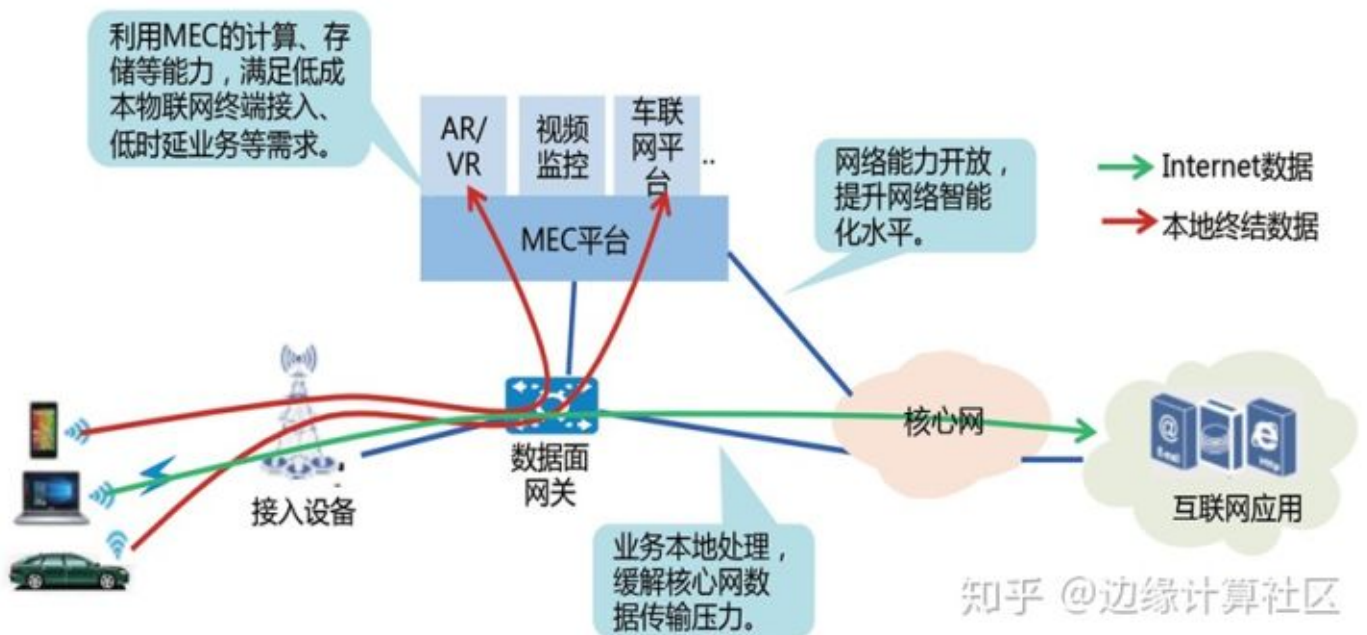 利用MEC的计算、存
储等能力，满足低成
本物联网终端接入、
低时延业务等需求。
AR/
VR
视频
监控
车联
网平
台
..
MEC平台
网络能力开放，
提升网络智能
化水平。
Internet数据
本地终结数据
接入设备
数据面
网关
核心网
@
E-mail
Http
互联网应用
业务本地处理，
缓解核心网数
据传输压力。
知乎 @边缘计算社区